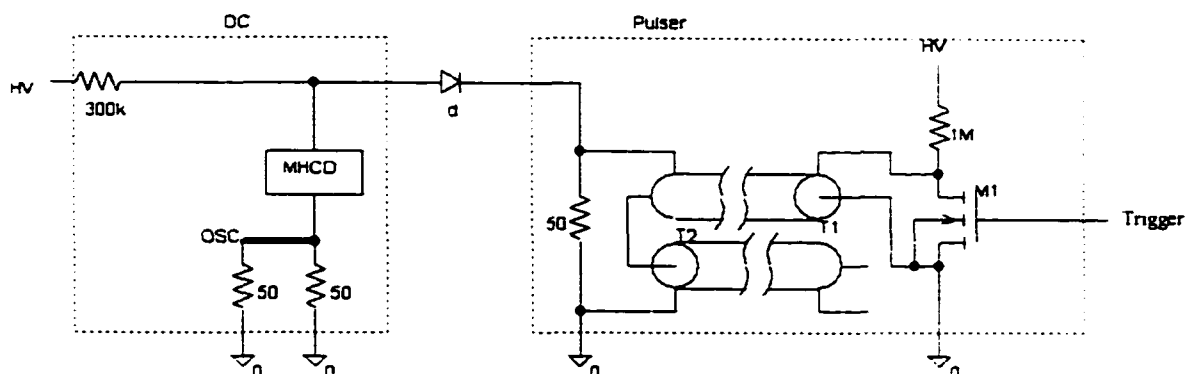 DC
Pulser
HV
HV
300k
d
1M
MHCD
M1
50
T1
Trigger
OSC
T2
50
50
0
0
0
0